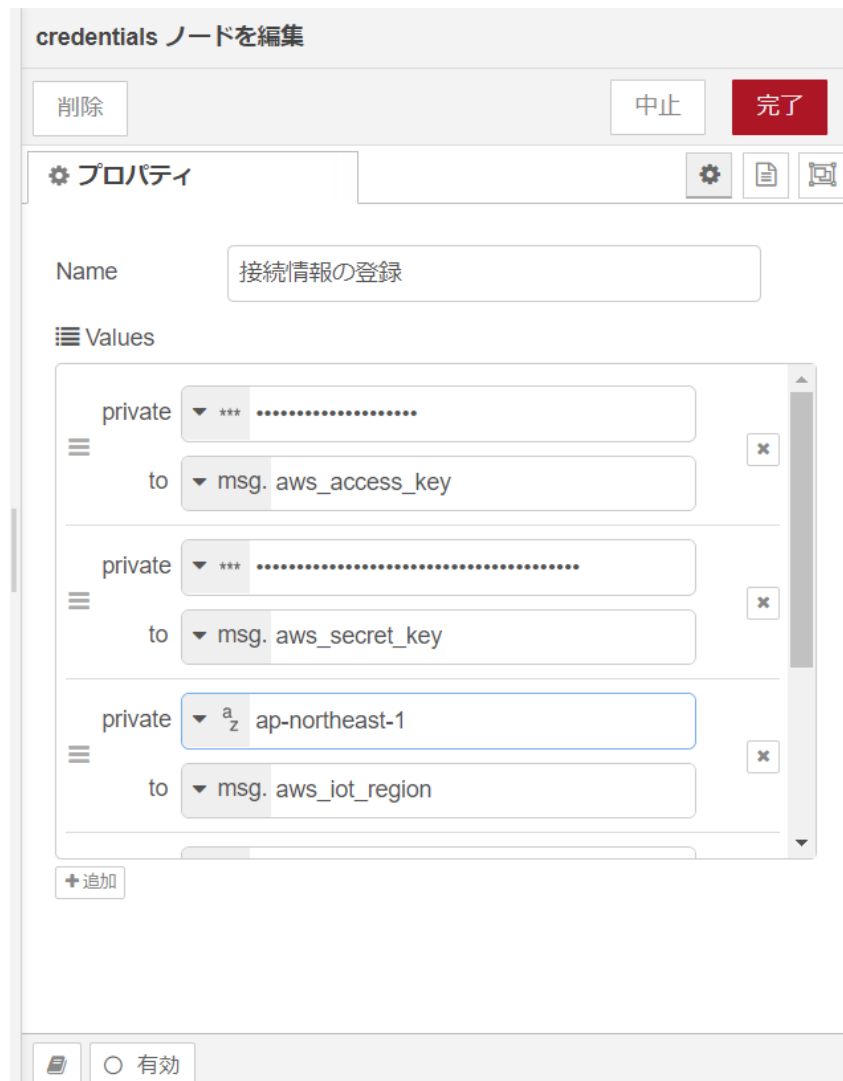 credentials ノードを編集
削除
中止
完了
プロパティ
Name
接続情報の登録
Values
private
*** ••••••••••••••••••••
to
msg. aws_access_key
private
*** ••••••••••••••••••••••••••••••••••••••••
to
msg. aws_secret_key
private
az ap-northeast-1
to
msg. aws_iot_region
追加
有効